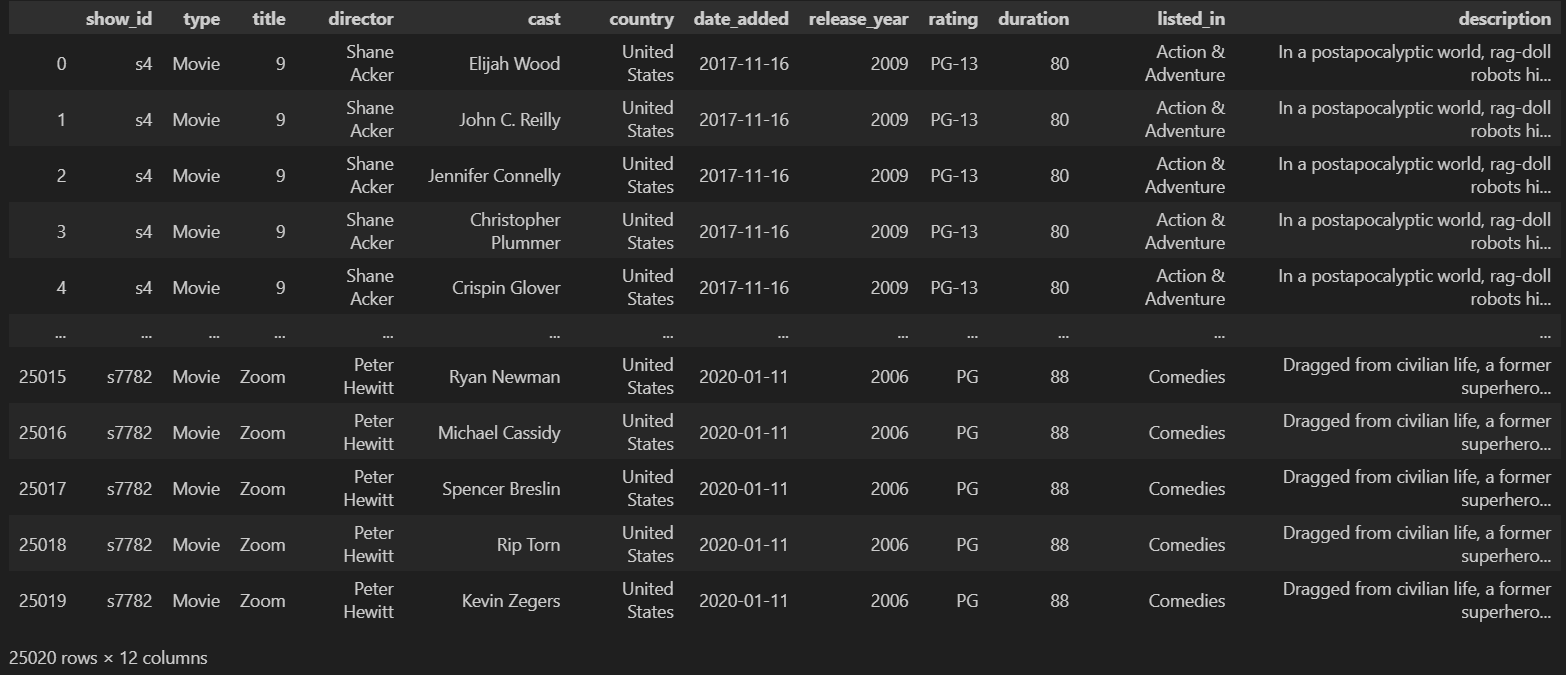 show_id type title director cast country date_added release_year rating duration listed_in description
0 s4 Movie 9 Shane Acker Elijah Wood United States 2017-11-16 2009 PG-13 80 Action & Adventure In a postapocalyptic world, rag-doll robots hi...
1 s4 Movie 9 Shane Acker John C. Reilly United States 2017-11-16 2009 PG-13 80 Action & Adventure In a postapocalyptic world, rag-doll robots hi...
2 s4 Movie 9 Shane Acker Jennifer Connelly United States 2017-11-16 2009 PG-13 80 Action & Adventure In a postapocalyptic world, rag-doll robots hi...
3 s4 Movie 9 Shane Acker Christopher Plummer United States 2017-11-16 2009 PG-13 80 Action & Adventure In a postapocalyptic world, rag-doll robots hi...
4 s4 Movie 9 Shane Acker Crispin Glover United States 2017-11-16 2009 PG-13 80 Action & Adventure In a postapocalyptic world, rag-doll robots hi...
... ... ... ... ... ... ... ... ... ... ... ... ...
25015 s7782 Movie Zoom Peter Hewitt Ryan Newman United States 2020-01-11 2006 PG 88 Comedies Dragged from civilian life, a former superhero...
25016 s7782 Movie Zoom Peter Hewitt Michael Cassidy United States 2020-01-11 2006 PG 88 Comedies Dragged from civilian life, a former superhero...
25017 s7782 Movie Zoom Peter Hewitt Spencer Breslin United States 2020-01-11 2006 PG 88 Comedies Dragged from civilian life, a former superhero...
25018 s7782 Movie Zoom Peter Hewitt Rip Torn United States 2020-01-11 2006 PG 88 Comedies Dragged from civilian life, a former superhero...
25019 s7782 Movie Zoom Peter Hewitt Kevin Zegers United States 2020-01-11 2006 PG 88 Comedies Dragged from civilian life, a former superhero...
25020 rows × 12 columns